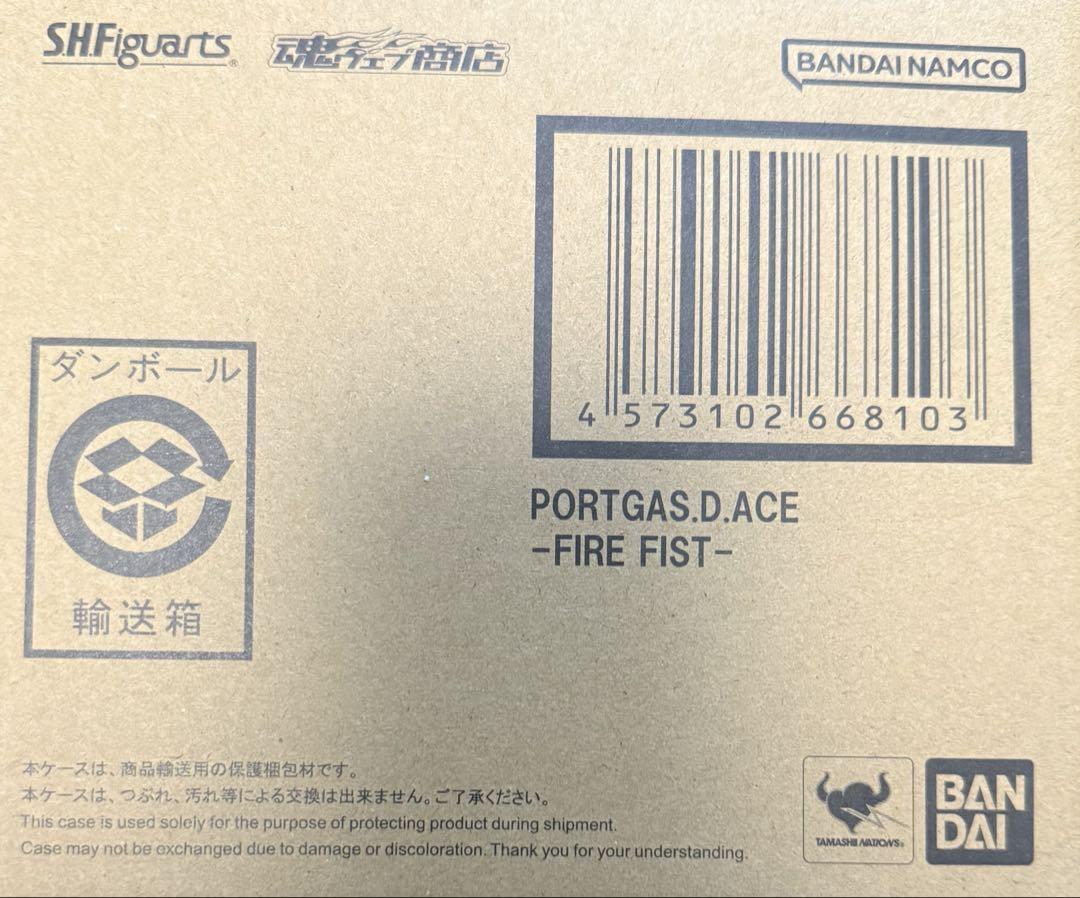 S.H.Figuarts®
魂ウェブ商店
BANDAI NAMCO
4 573102 668103
PORTGAS.D.ACE
-FIRE FIST-
ダンボール
輸送箱
本ケースは、商品輸送用の保護梱包材です。
本ケースは、つぶれ、汚れ等による交換は出来ません。ご了承ください。
This case is used solely for the purpose of protecting product during shipment.
Case may not be exchanged due to damage or discoloration. Thank you for your understanding.
TAMASHII NATIONS®
BAN
DAI